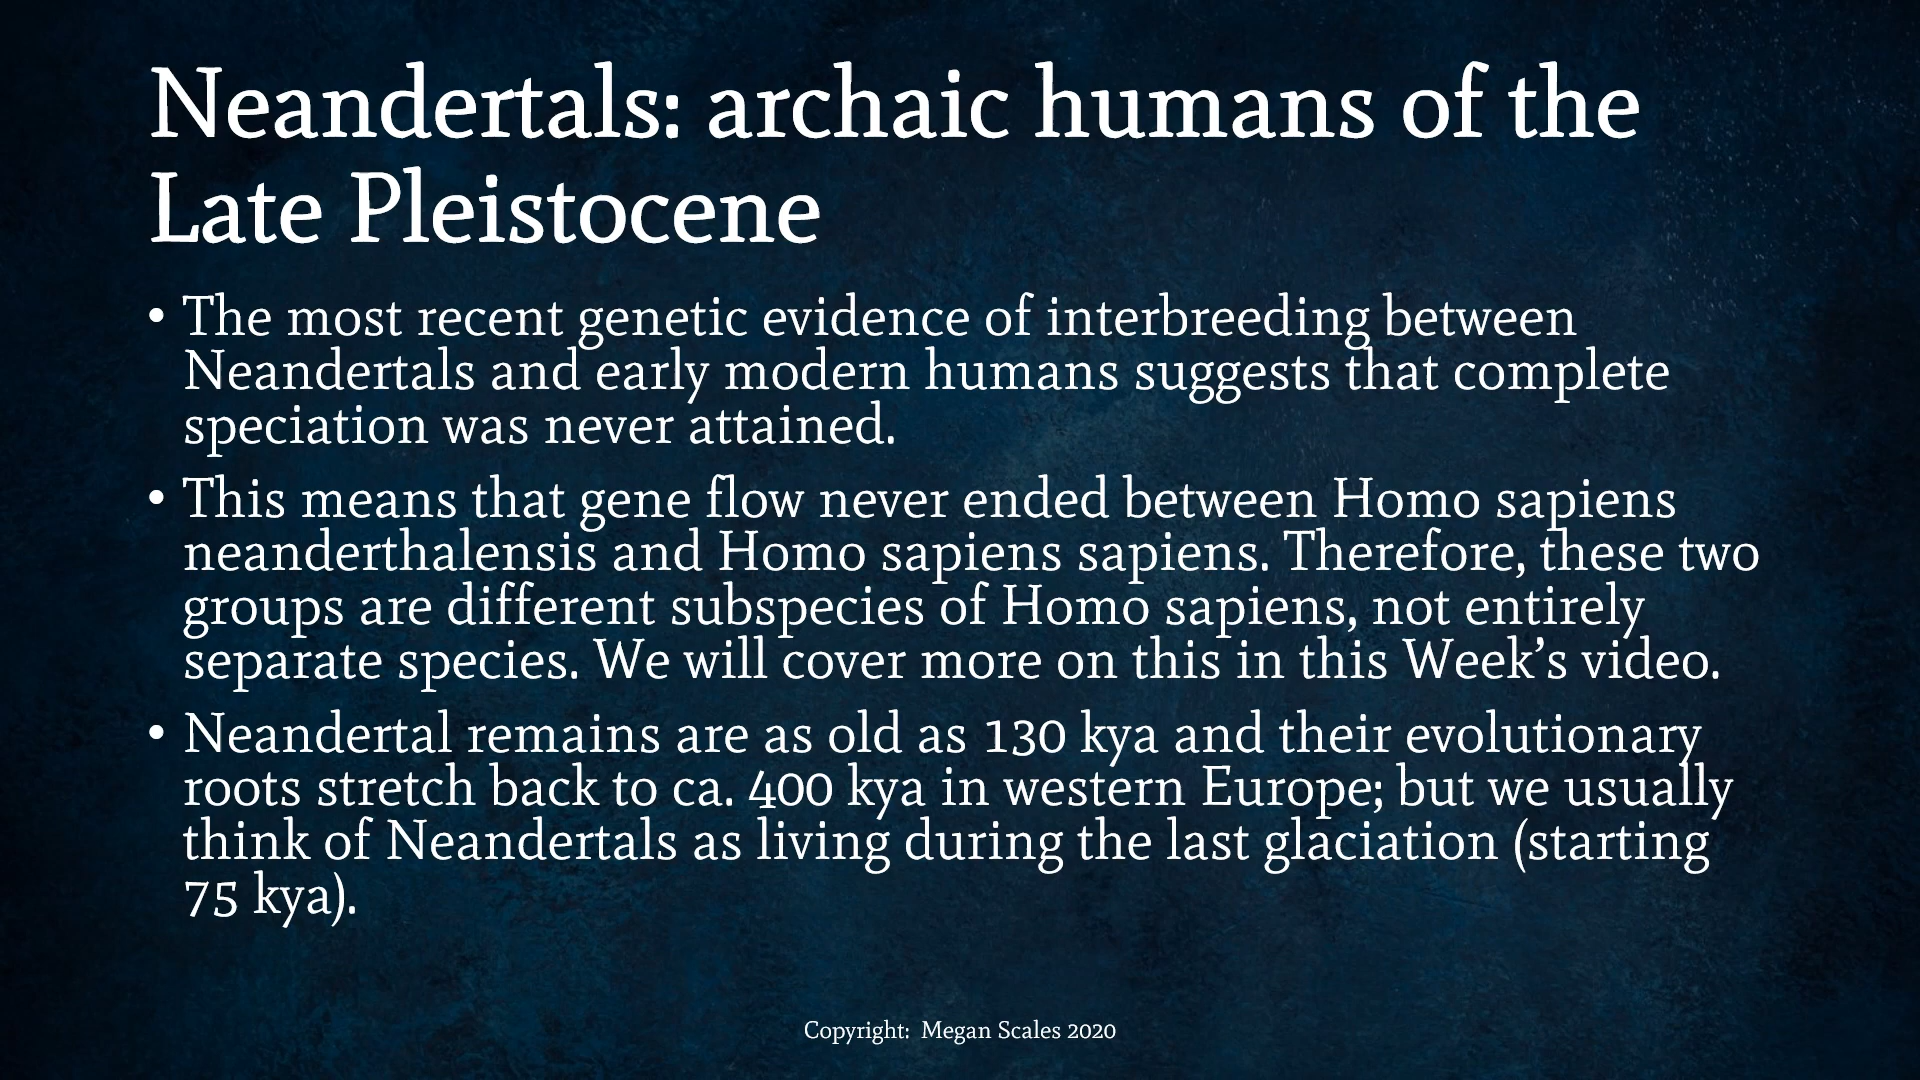 Neandertals: archaic humans of the
Late Pleistocene
• The most recent genetic evidence of interbreeding between
Neandertals and early modern humans suggests that complete
speciation was never attained.
• This means that gene flow never ended between Homo sapiens
neanderthalensis and Homo sapiens sapiens. Therefore, these two
groups are different subspecies of Homo sapiens, not entirely
separate species. We will cover more on this in this Week’s video.
• Neandertal remains are as old as 130 kya and their evolutionary
roots stretch back to ca. 400 kya in western Europe; but we usually
think of Neandertals as living during the last glaciation (starting
75 kya).
Copyright:  Megan Scales 2020